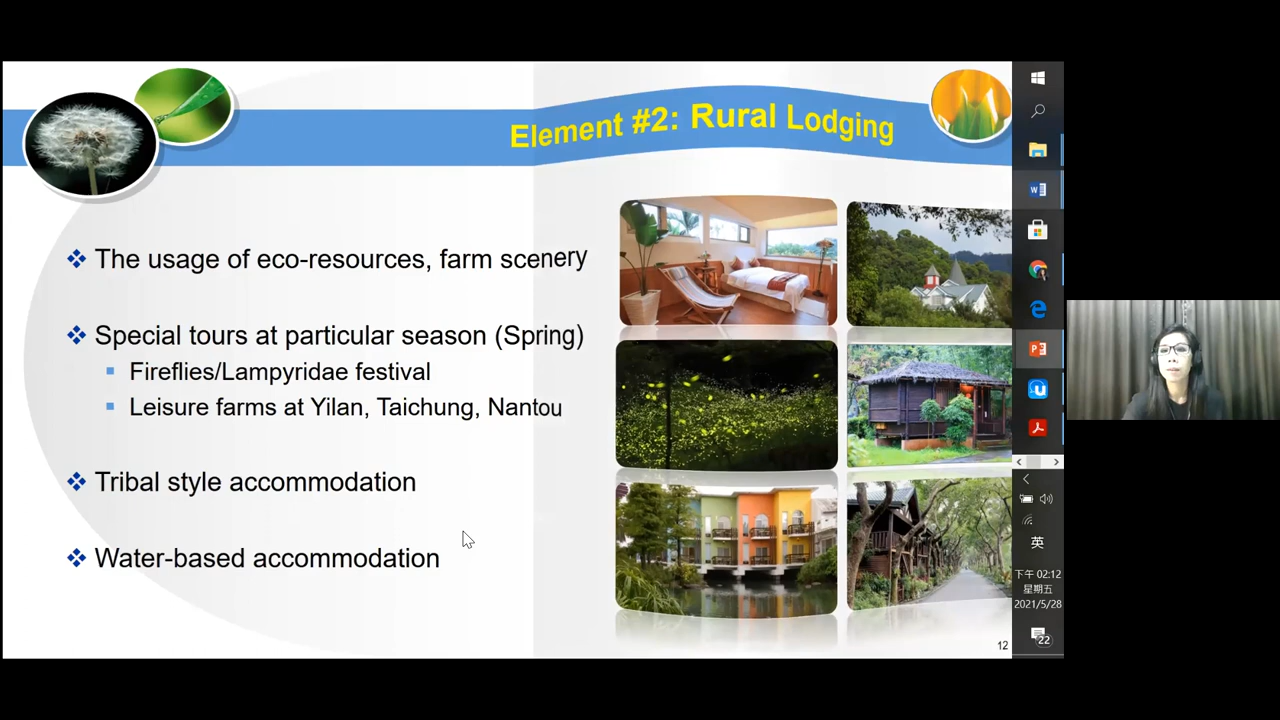 Element #2: Rural Lodging
The usage of eco-resources, farm scenery
Special tours at particular season (Spring)
Fireflies/Lampyridae festival
Leisure farms at Yilan, Taichung, Nantou
Tribal style accommodation
Water-based accommodation
12
英
下午 02:12
星期五
2021/5/28
22